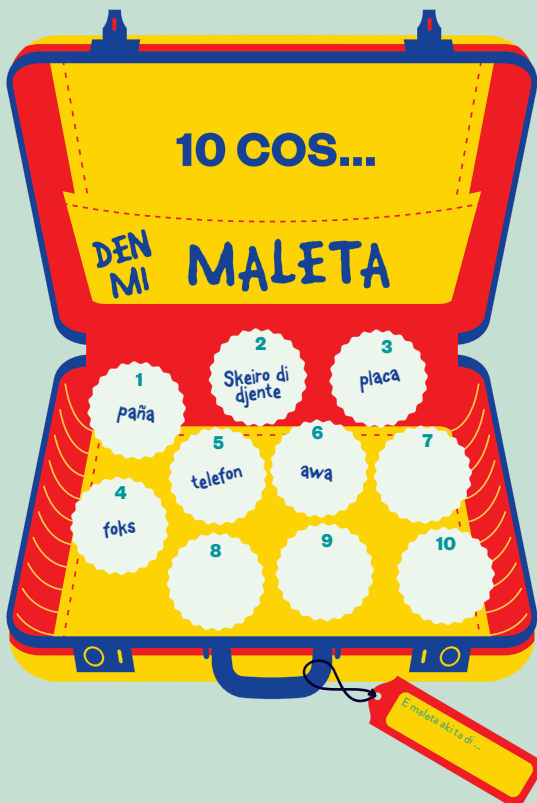 10 COS...
DEN
MI
MALETA
1
paña
2
Skeiro di
djente
3
placa
4
foks
5
telefon
6
awa
7
8
9
10
E maleta aki ta di ...